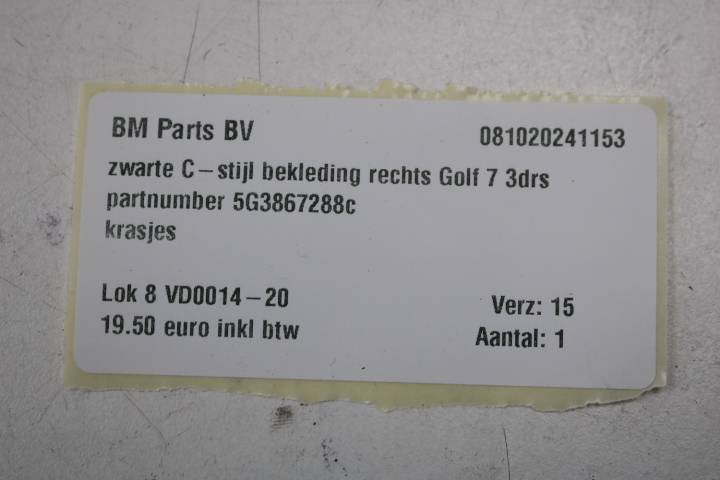 BM Parts BV 081020241153
zwarte C-stijl bekleding rechts Golf 7 3drs
partnumber 5G3867288c
krasjes
Lok 8 VD0014-20 Verz: 15
19.50 euro inkl btw Aantal: 1